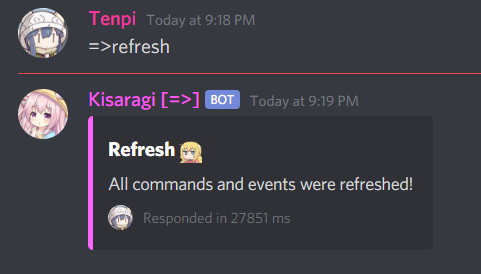 Tenpi Today at 9:18 PM
=>refresh
Kisaragi [=>] BOT Today at 9:19 PM
Refresh
All commands and events were refreshed!
Responded in 27851 ms